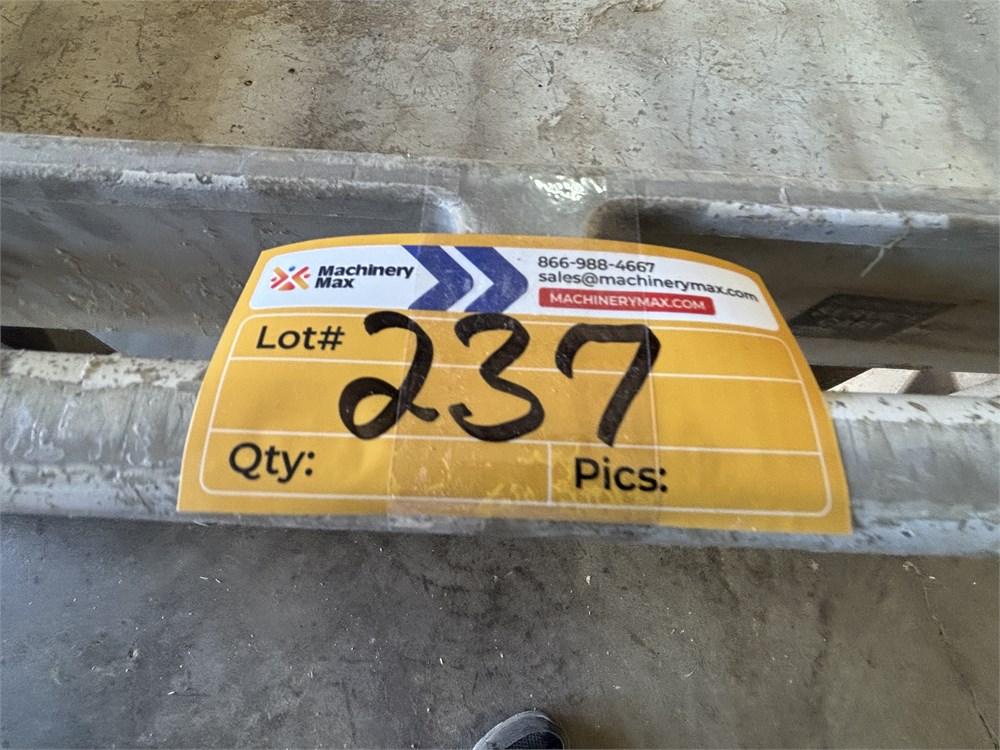 Machinery
Max
866-988-4667
sales@machinerymax.com
MACHINERYMAX.COM
Lot# 237
Qty:
Pics: